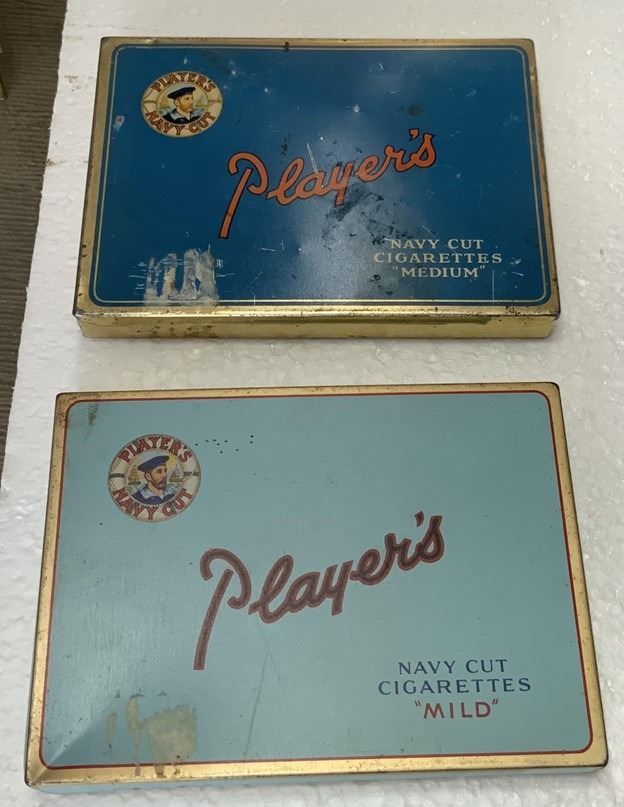 PLAYER'S
NAVY CUT
Player's
NAVY CUT
CIGARETTES
"MEDIUM"
PLAYER'S
NAVY CUT
Player's
NAVY CUT
CIGARETTES
"MILD"